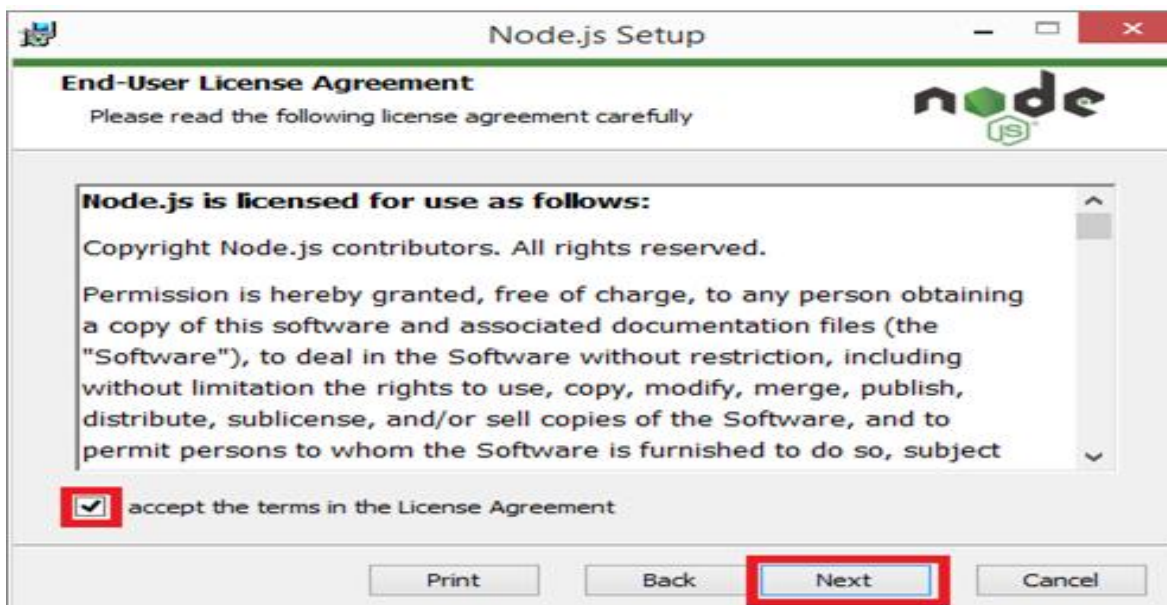 Node.js Setup
End-User License Agreement
Please read the following license agreement carefully
node
JS
Node.js is licensed for use as follows:
Copyright Node.js contributors. All rights reserved.
Permission is hereby granted, free of charge, to any person obtaining
a copy of this software and associated documentation files (the
"Software"), to deal in the Software without restriction, including
without limitation the rights to use, copy, modify, merge, publish,
distribute, sublicense, and/or sell copies of the Software, and to
permit persons to whom the Software is furnished to do so, subject
accept the terms in the License Agreement
Print Back Next Cancel